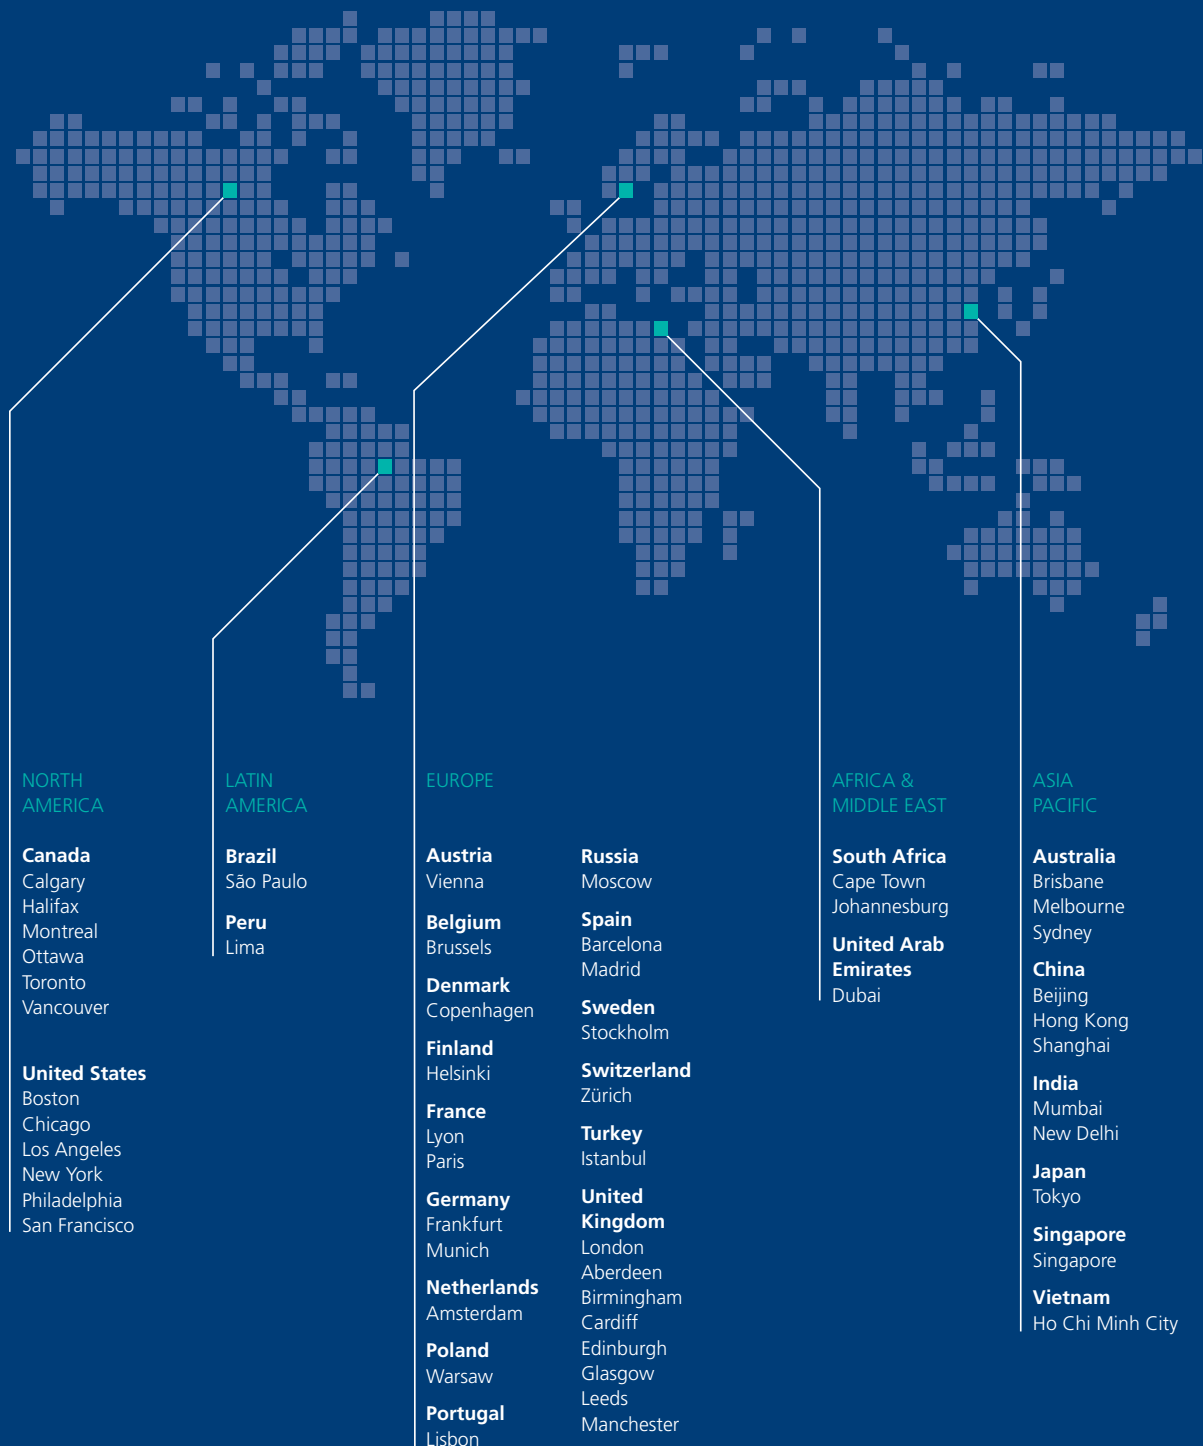 NORTH
AMERICA
Canada
Calgary
Halifax
Montreal
Ottawa
Toronto
Vancouver
United States
Boston
Chicago
Los Angeles
New York
Philadelphia
San Francisco
LATIN
AMERICA
Brazil
São Paulo
Peru
Lima
EUROPE
Austria
Vienna
Belgium
Brussels
Denmark
Copenhagen
Finland
Helsinki
France
Lyon
Paris
Germany
Frankfurt
Munich
Netherlands
Amsterdam
Poland
Warsaw
Portugal
Lisbon
Russia
Moscow
Spain
Barcelona
Madrid
Sweden
Stockholm
Switzerland
Zürich
Turkey
Istanbul
United
Kingdom
London
Aberdeen
Birmingham
Cardiff
Edinburgh
Glasgow
Leeds
Manchester
AFRICA &
MIDDLE EAST
South Africa
Cape Town
Johannesburg
United Arab
Emirates
Dubai
ASIA
PACIFIC
Australia
Brisbane
Melbourne
Sydney
China
Beijing
Hong Kong
Shanghai
India
Mumbai
New Delhi
Japan
Tokyo
Singapore
Singapore
Vietnam
Ho Chi Minh City